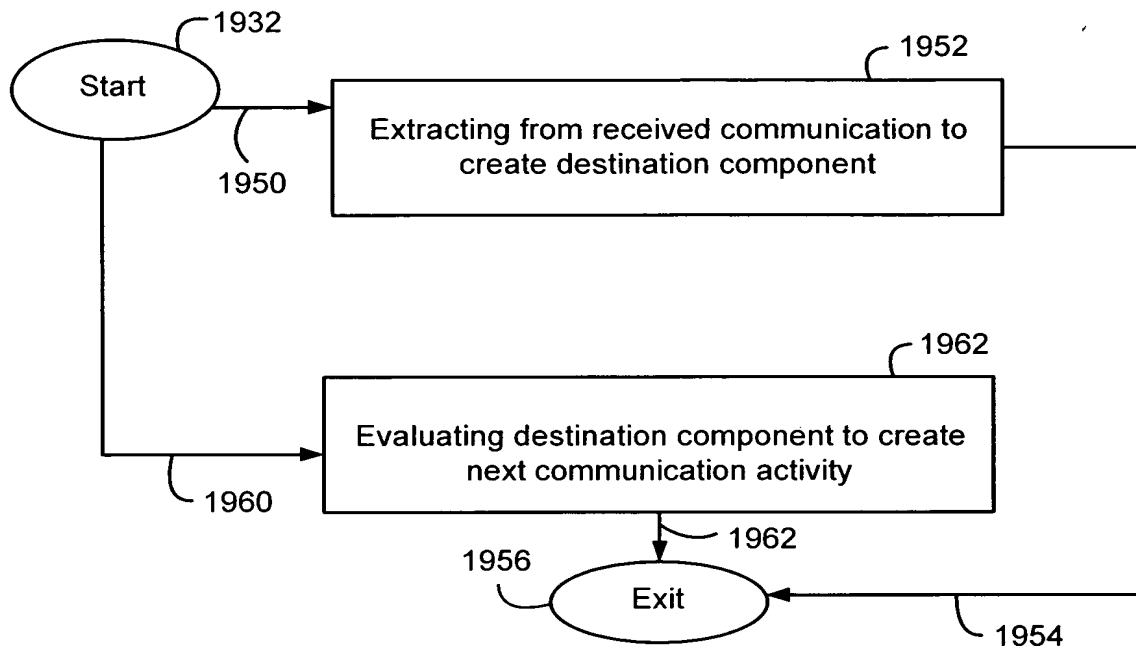 1932
Start
1952
Extracting from received communication to
create destination component
1950
1962
Evaluating destination component to create
next communication activity
1960
1962
1956
Exit
1954